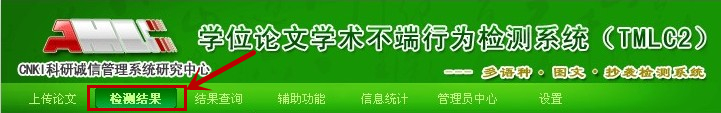 AMLC
学位论文学术不端行为检测系统（TMLC2）
CNKI科研诚信管理系统研究中心
--- 多语种·图文·抄表检测系统
上传论文 检测结果 结果查询 辅助功能 信息统计 管理员中心 设置